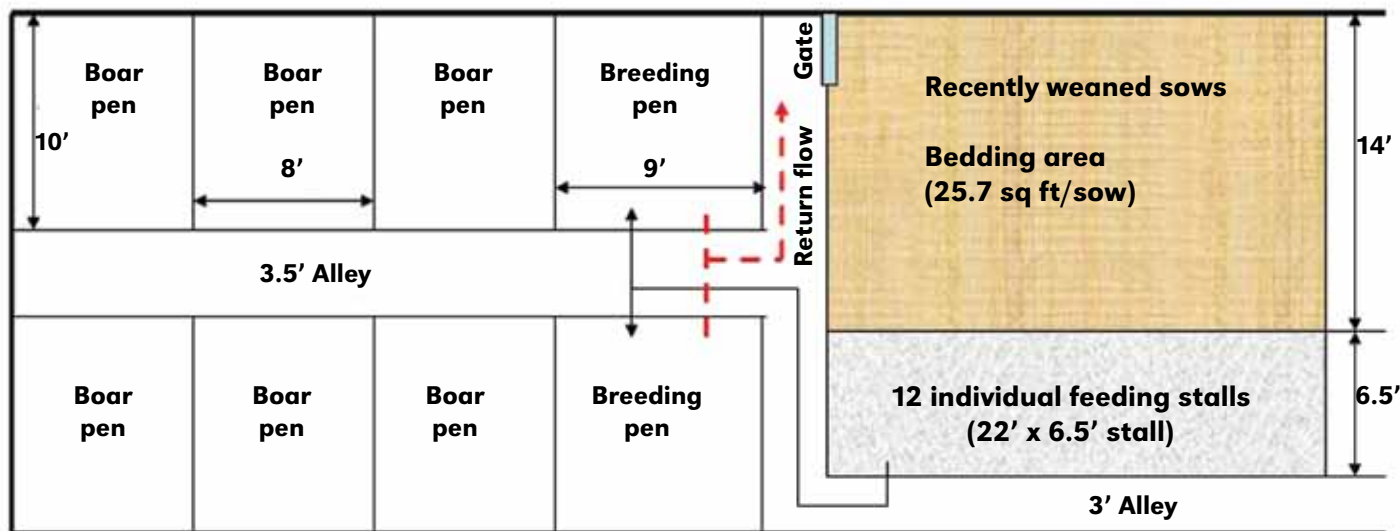 Boar
pen
Boar
pen
Boar
pen
Breeding
pen
10’
8’
9’
3.5’ Alley
Boar
pen
Boar
pen
Boar
pen
Breeding
pen
Gate
Return flow
Recently weaned sows
Bedding area
(25.7 sq ft/sow)
14’
12 individual feeding stalls
(22’ x 6.5’ stall)
6.5’
3’ Alley